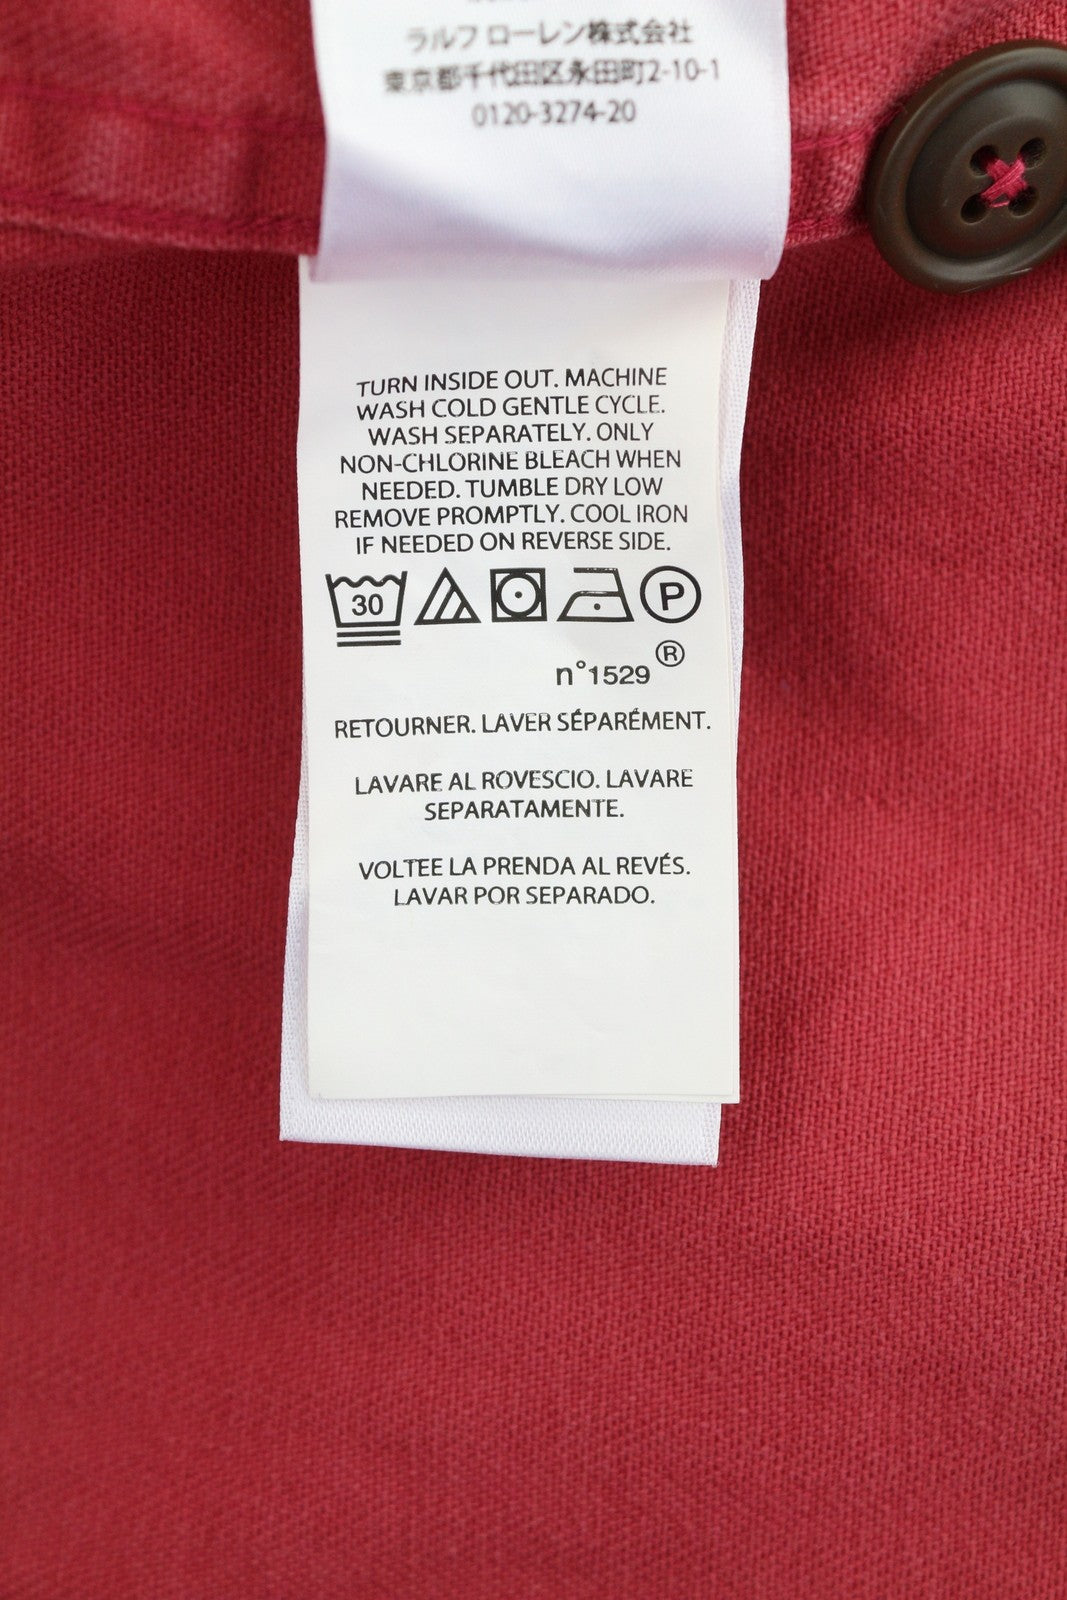 ラルフ ローレン株式会社
東京都千代田区永田町2-10-1
0120-3274-20
TURN INSIDE OUT. MACHINE
WASH COLD GENTLE CYCLE.
WASH SEPARATELY. ONLY
NON-CHLORINE BLEACH WHEN
NEEDED. TUMBLE DRY LOW
REMOVE PROMPTLY. COOL IRON
IF NEEDED ON REVERSE SIDE.
30 P
n°1529 ®
RETOURNER. LAVER SÉPARÉMENT.
LAVARE AL ROVESCIO. LAVARE
SEPARATAMENTE.
VOLTEE LA PRENDA AL REVÉS.
LAVAR POR SEPARADO.